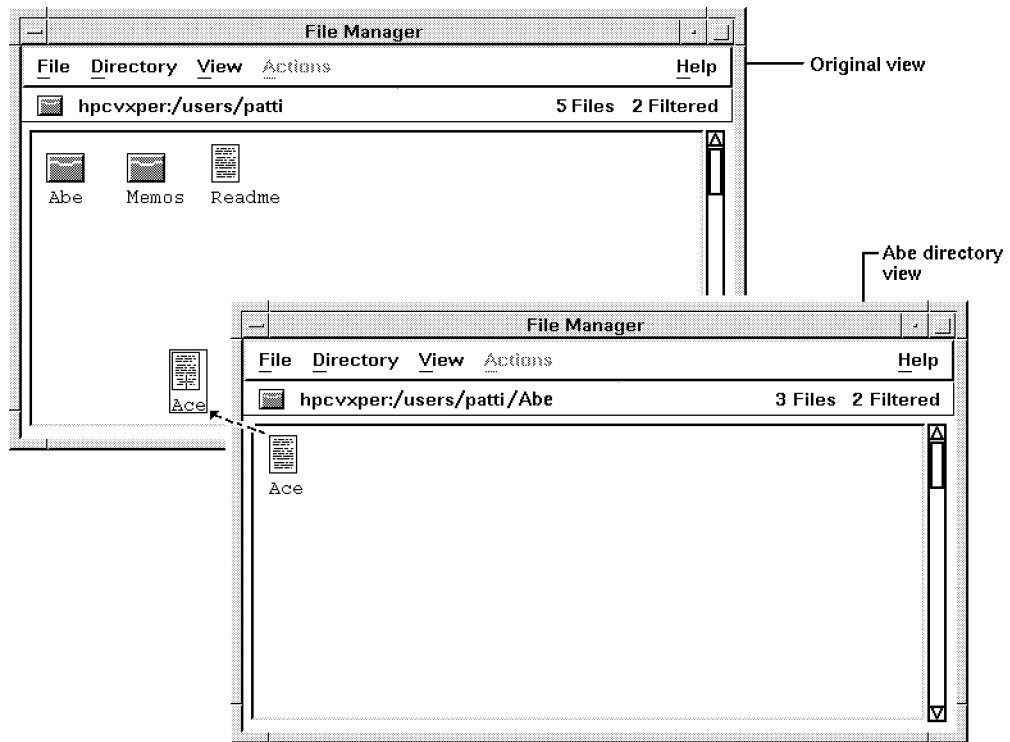 File Manager
File Directory View Actions Help
Original view
hpcvxper:/users/patti 5 Files 2 Filtered
Abe Memos Readme
Abe directory
view
File Manager
File Directory View Actions Help
Ace
hpcvxper:/users/patti/Abe 3 Files 2 Filtered
Ace